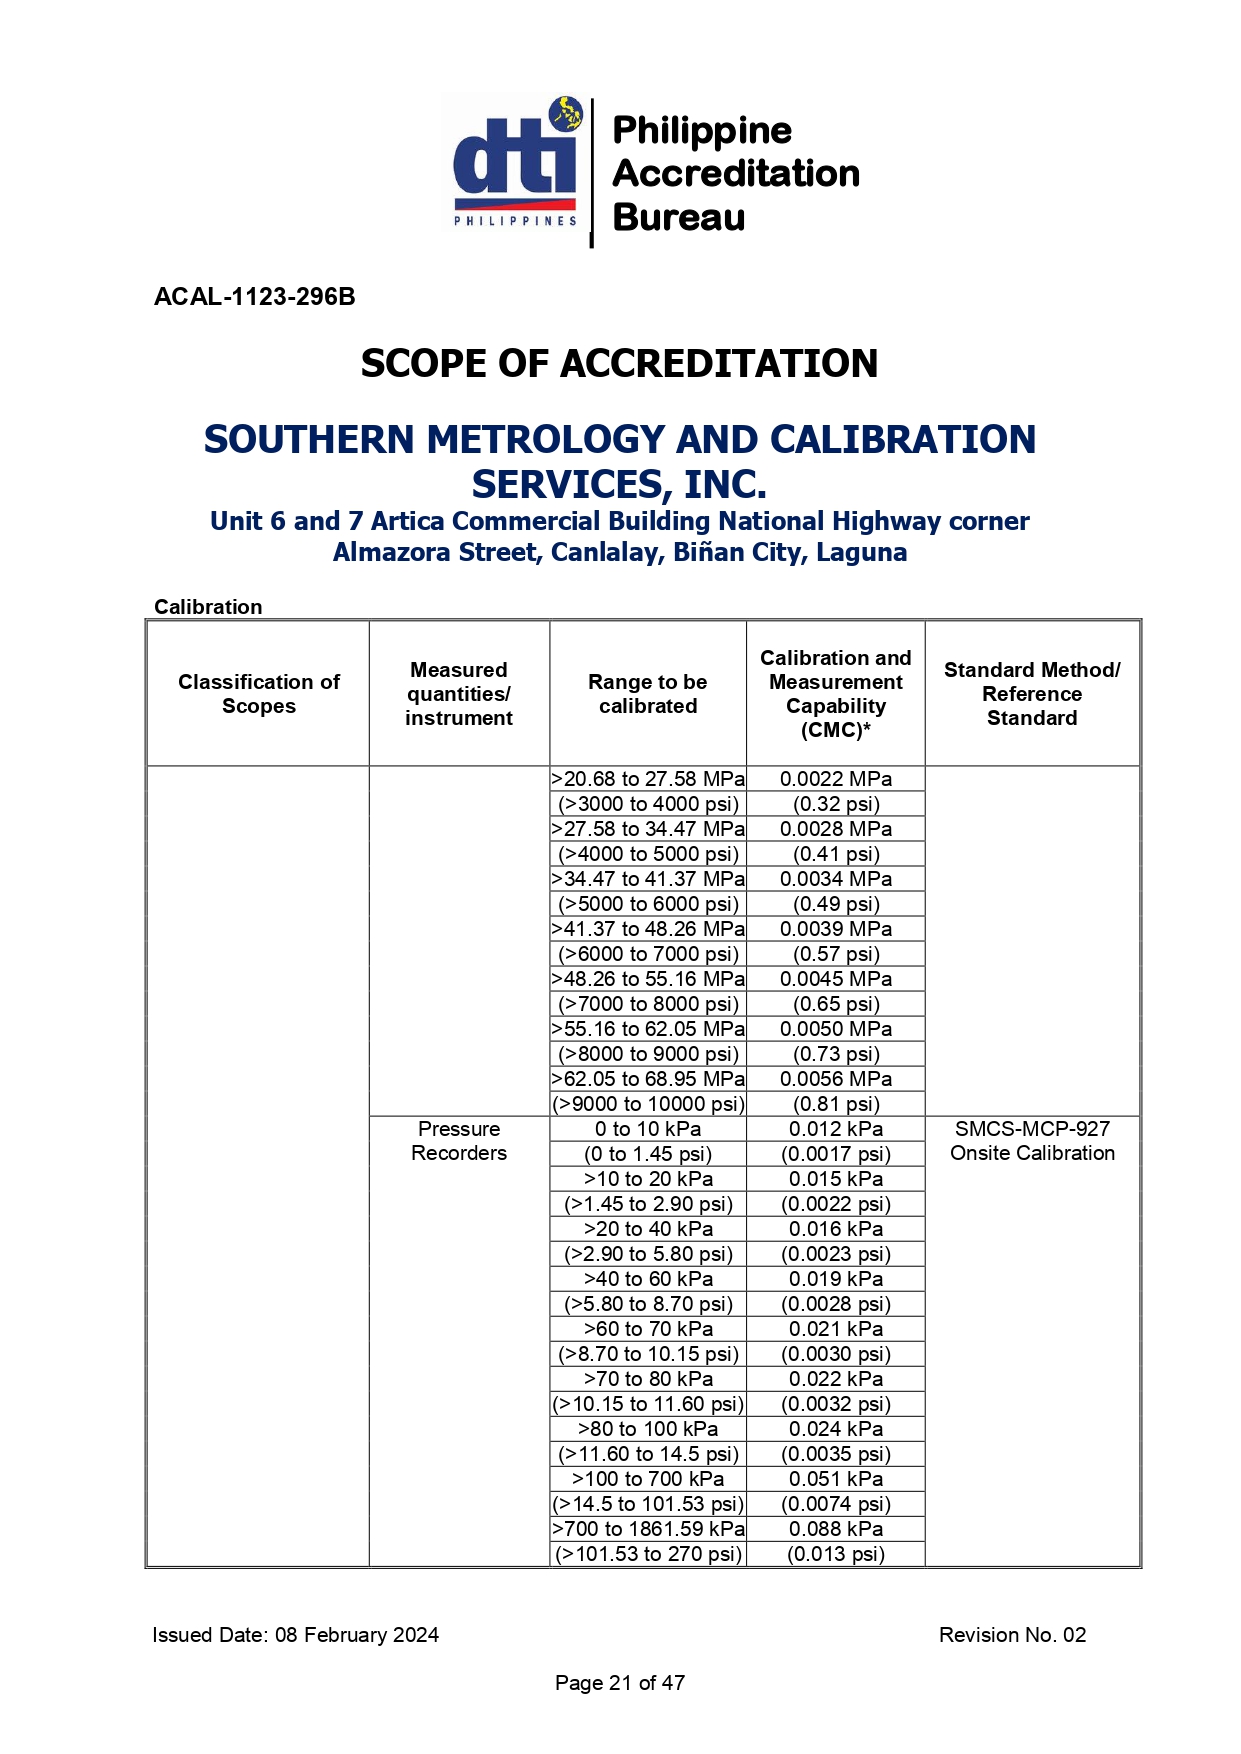 dti
PHILIPPINES
Philippine
Accreditation
Bureau
ACAL-1123-296B
SCOPE OF ACCREDITATION
SOUTHERN METROLOGY AND CALIBRATION
SERVICES, INC.
Unit 6 and 7 Artica Commercial Building National Highway corner
Almazora Street, Canlalay, Biñan City, Laguna
Calibration
Classification of
Scopes
Measured
quantities/
instrument
Range to be
calibrated
Calibration and
Measurement
Capability
(CMC)*
Standard Method/
Reference
Standard
>20.68 to 27.58 MPa 0.0022 MPa
(>3000 to 4000 psi) (0.32 psi)
>27.58 to 34.47 MPa 0.0028 MPa
(>4000 to 5000 psi) (0.41 psi)
>34.47 to 41.37 MPa 0.0034 MPa
(>5000 to 6000 psi) (0.49 psi)
>41.37 to 48.26 MPa 0.0039 MPa
(>6000 to 7000 psi) (0.57 psi)
>48.26 to 55.16 MPa 0.0045 MPa
(>7000 to 8000 psi) (0.65 psi)
>55.16 to 62.05 MPa 0.0050 MPa
(>8000 to 9000 psi) (0.73 psi)
>62.05 to 68.95 MPa 0.0056 MPa
(>9000 to 10000 psi) (0.81 psi)
Pressure 0 to 10 kPa 0.012 kPa SMCS-MCP-927
Recorders (0 to 1.45 psi) (0.0017 psi) Onsite Calibration
>10 to 20 kPa 0.015 kPa
(>1.45 to 2.90 psi) (0.0022 psi)
>20 to 40 kPa 0.016 kPa
(>2.90 to 5.80 psi) (0.0023 psi)
>40 to 60 kPa 0.019 kPa
(>5.80 to 8.70 psi) (0.0028 psi)
>60 to 70 kPa 0.021 kPa
(>8.70 to 10.15 psi) (0.0030 psi)
>70 to 80 kPa 0.022 kPa
(>10.15 to 11.60 psi) (0.0032 psi)
>80 to 100 kPa 0.024 kPa
(>11.60 to 14.5 psi) (0.0035 psi)
>100 to 700 kPa 0.051 kPa
(>14.5 to 101.53 psi) (0.0074 psi)
>700 to 1861.59 kPa 0.088 kPa
(>101.53 to 270 psi) (0.013 psi)
Issued Date: 08 February 2024 Revision No. 02
Page 21 of 47